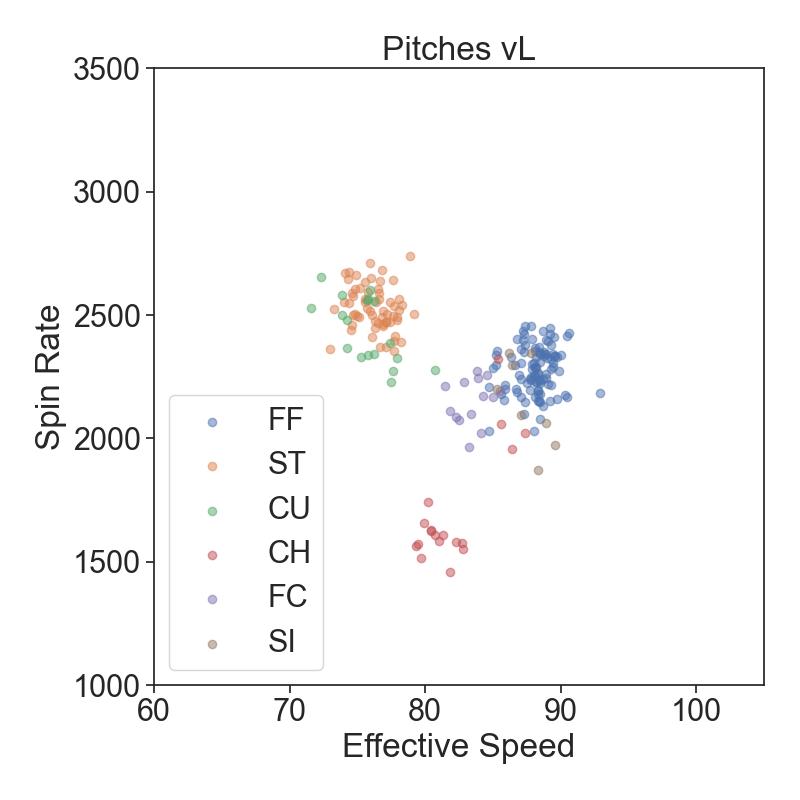 Pitches vL
3500
3000
2500
2000
1500
1000
Spin Rate
FF
ST
CU
CH
FC
SI
60 70 80 90 100
Effective Speed